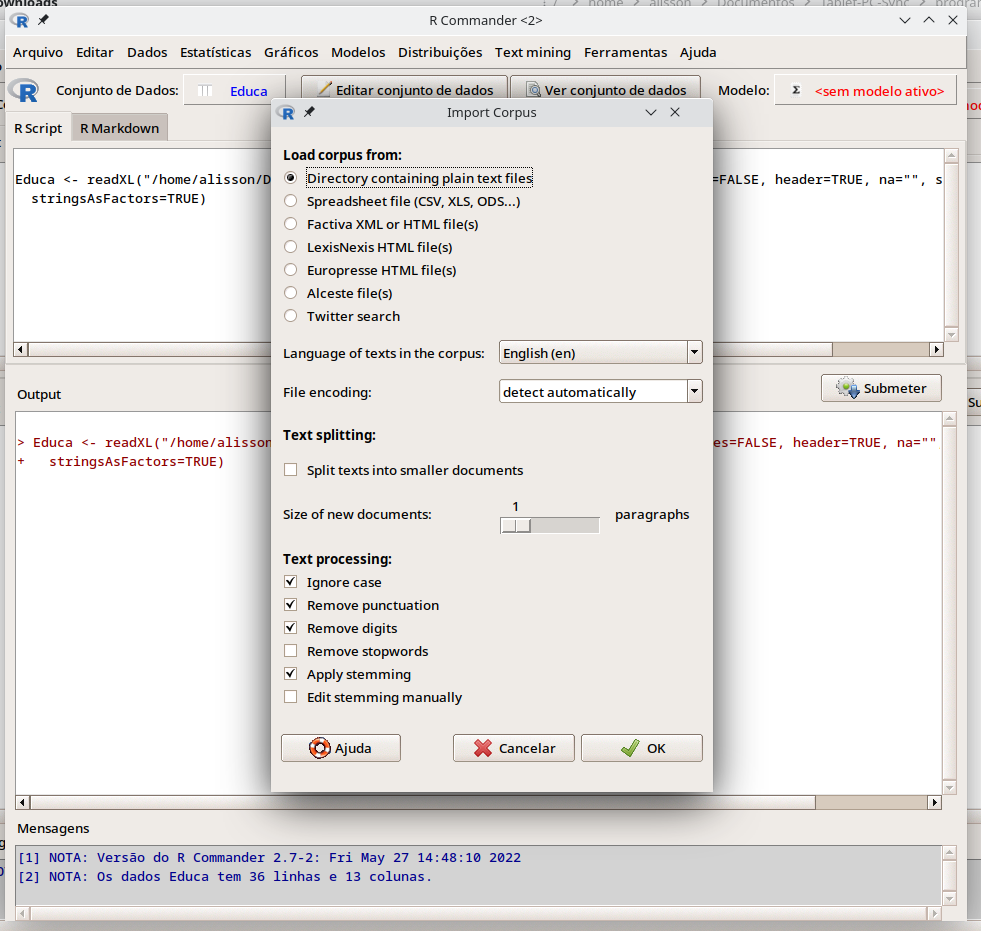 R Commander <2>
Arquivo Editar Dados Estatísticas Gráficos Modelos Distribuições Text mining Ferramentas Ajuda
Conjunto de Dados: Educa Editar conjunto de dados Ver conjunto de dados Modelo: Σ <sem modelo ativo>
R Script R Markdown
Educa <- readXL("/home/alisson/D =FALSE, header=TRUE, na="", s
stringsAsFactors=TRUE)
Import Corpus
Load corpus from:
Directory containing plain text files
Spreadsheet file (CSV, XLS, ODS...)
Factiva XML or HTML file(s)
LexisNexis HTML file(s)
Europresse HTML file(s)
Alceste file(s)
Twitter search
Language of texts in the corpus: English (en)
File encoding: detect automatically
Text splitting:
Split texts into smaller documents
1
Size of new documents: paragraphs
Text processing:
Ignore case
Remove punctuation
Remove digits
Remove stopwords
Apply stemming
Edit stemming manually
Ajuda Cancelar OK
Output
Submeter
> Educa <- readXL("/home/alisson es=FALSE, header=TRUE, na=""
+ stringsAsFactors=TRUE)
Mensagens
[1] NOTA: Versão do R Commander 2.7-2: Fri May 27 14:48:10 2022
[2] NOTA: Os dados Educa tem 36 linhas e 13 colunas.